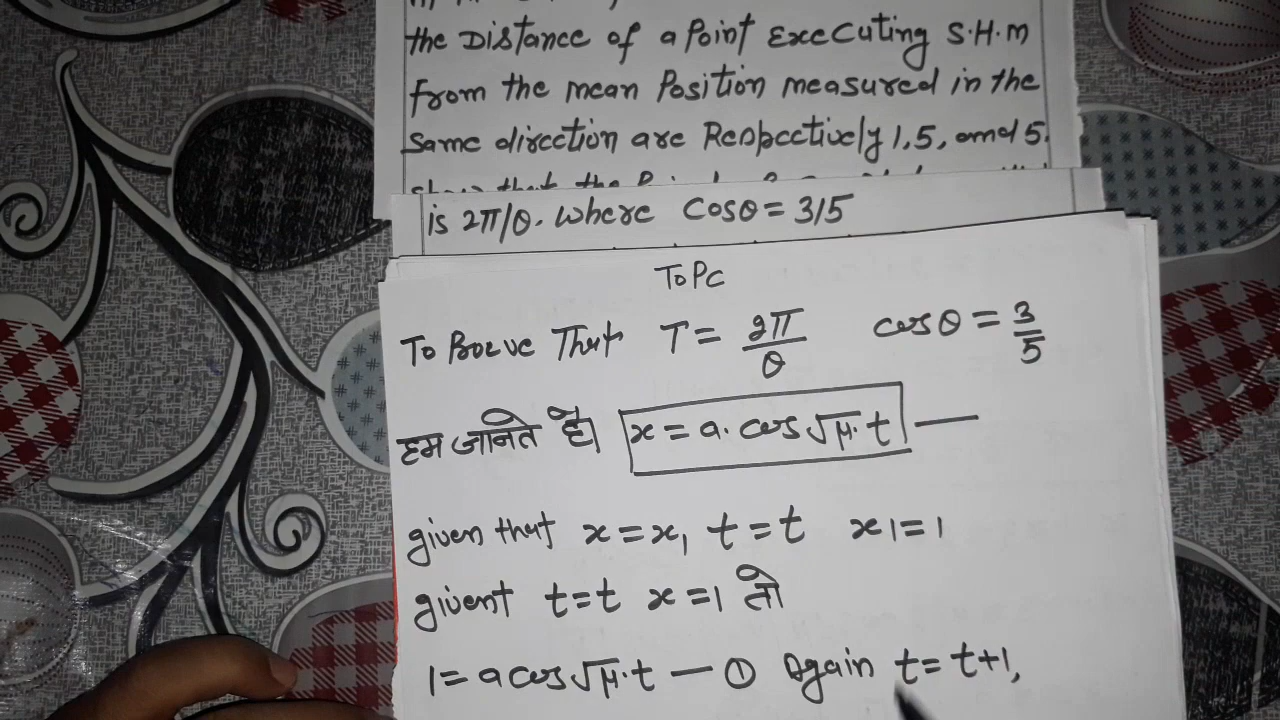 the Distance of a Point Executing S.H.m
from the mean Position measured in the
same direction are Respectively 1,5, and 5.
is 2π/θ. where Cosθ = 3/5
To Pc
To Prove That T = 2π/θ cosθ = 3/5
हम जानते है। x = a. cos√μ.t —
given that x = x, t = t x1 = 1
givent t=t x=1 तो
1 = a cos√μ.t — ① Again t = t+1,